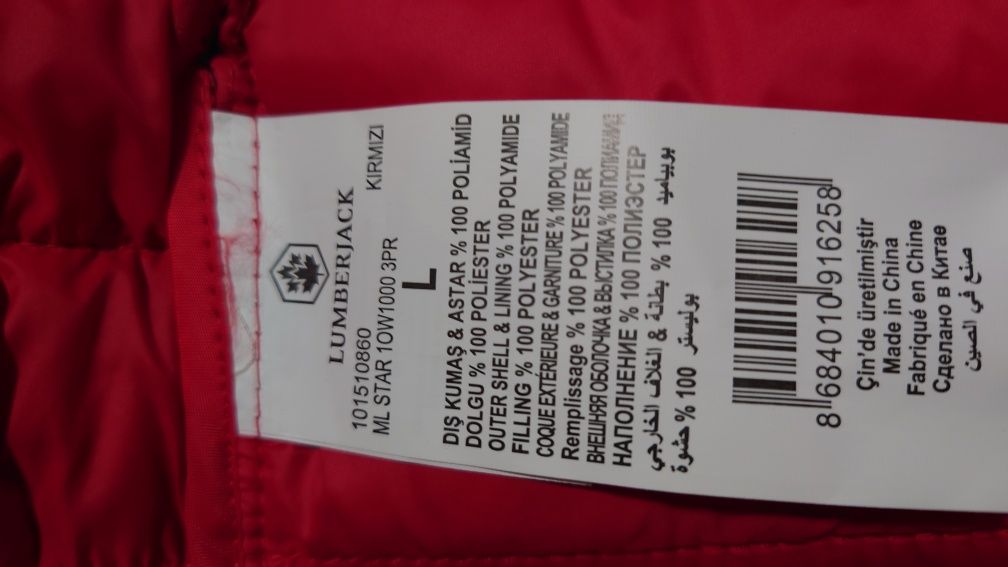 LUMBERJACK
101510860
ML STAR 1OW1000 3PR KIRMIZI
L
DIŞ KUMAŞ & ASTAR % 100 POLİAMİD
DOLGU % 100 POLİESTER
OUTER SHELL & LINING % 100 POLYAMIDE
FILLING % 100 POLYESTER
COQUE EXTÉRIEURE & GARNITURE % 100 POLYAMIDE
Remplissage % 100 POLYESTER
ВНЕШНЯЯ ОБОЛОЧКА & ВЫСТИЛКА % 100 ПОЛИАМИД
НАПОЛНЕНИЕ % 100 ПОЛИЭСТЕР
بطانة & الغلاف الخارجي % 100
حشوة % 100 بوليستر
8 684010 916258
Çin'de üretilmiştir
Made in China
Fabriqué en Chine
Сделано в Китае
صنع في الصين